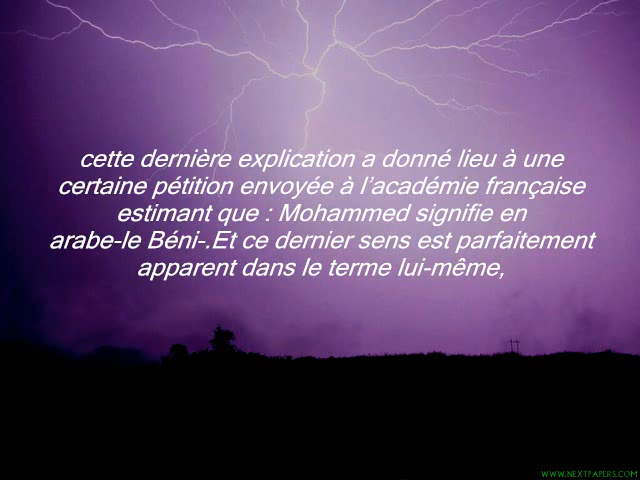 cette dernière explication a donné lieu à une
certaine pétition envoyée à l’académie française
estimant que : Mohammed signifie en
arabe-le Béni-.Et ce dernier sens est parfaitement
apparent dans le terme lui-même,
WWW.NEXTPAPERS.COM